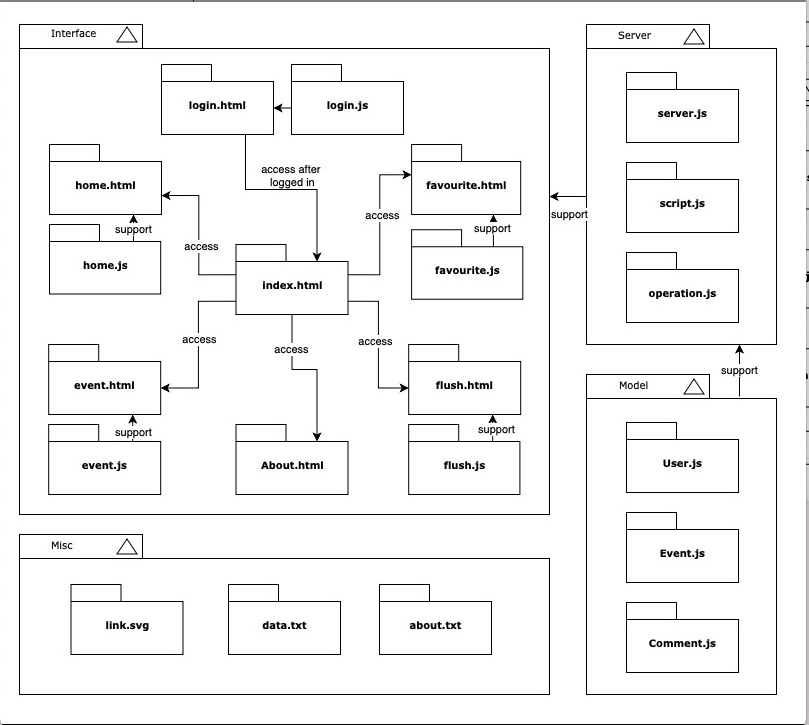 Interface
login.html
login.js
access after
logged in
home.html
support
home.js
access
favourite.html
access
support
favourite.js
index.html
access
access
access
event.html
support
event.js
About.html
flush.html
support
flush.js
support
Server
server.js
script.js
operation.js
support
Model
User.js
Event.js
Comment.js
Misc
link.svg
data.txt
about.txt